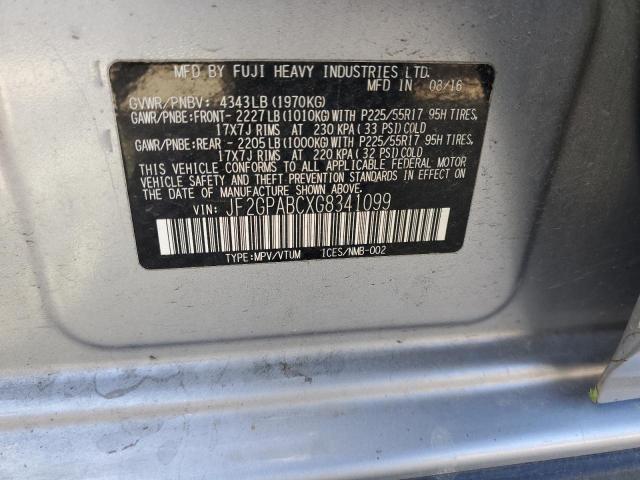 MFD BY FUJI HEAVY INDUSTRIES LTD.
MFD IN 08/16
GVWR/PNBV: 4343LB (1970KG)
GAWR/PNBE:FRONT- 2227LB (1010KG)WITH P225/55R17 95H TIRES,
17X7J RIMS AT 230 KPA (33 PSI)COLD
GAWR/PNBE:REAR - 2205LB (1000KG)WITH P225/55R17 95H TIRES,
17X7J RIMS AT 220 KPA (32 PSI)COLD
THIS VEHICLE CONFORMS TO ALL APPLICABLE FEDERAL MOTOR
VEHICLE SAFETY AND THEFT PREVENTION STANDARDS IN EFFECT
ON THE DATE OF MANUFACTURE SHOWN ABOVE.
VIN: JF2GPABCXG8341099
TYPE:MPV/VTUM ICES/NMB-002